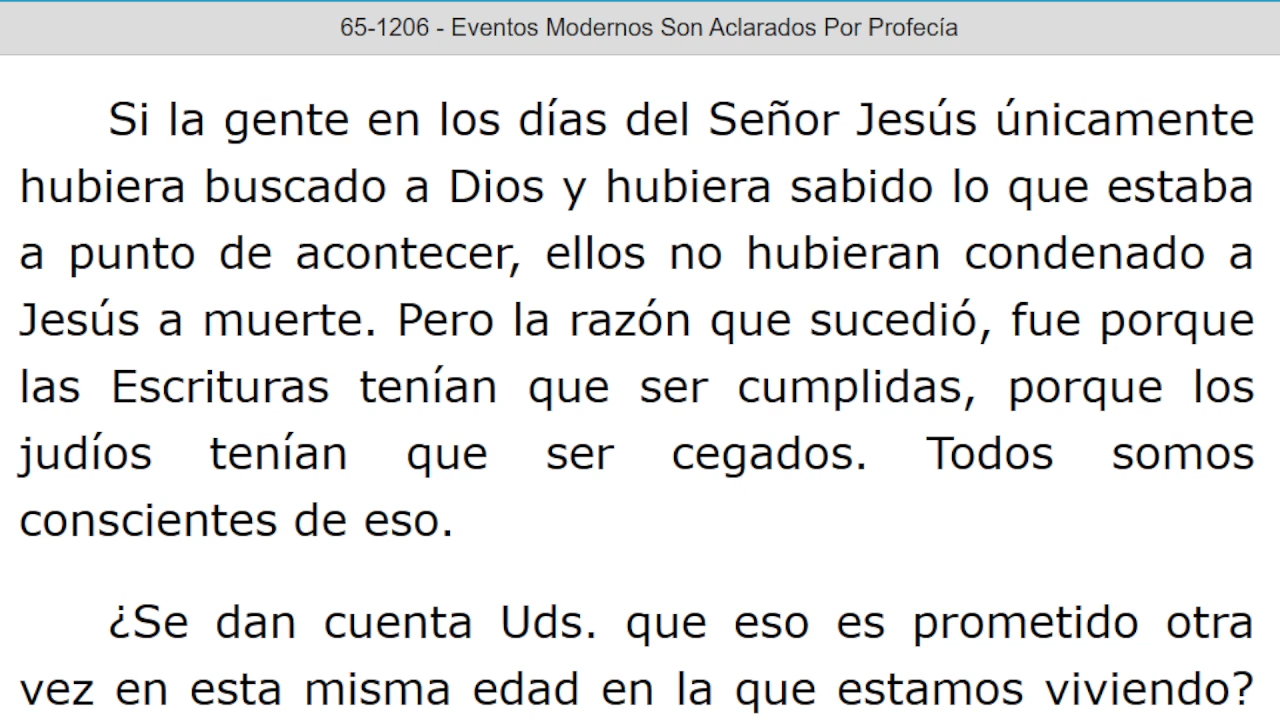 65-1206 - Eventos Modernos Son Aclarados Por Profecía
Si la gente en los días del Señor Jesús únicamente
hubiera buscado a Dios y hubiera sabido lo que estaba
a punto de acontecer, ellos no hubieran condenado a
Jesús a muerte. Pero la razón que sucedió, fue porque
las Escrituras tenían que ser cumplidas, porque los
judíos tenían que ser cegados. Todos somos
conscientes de eso.
¿Se dan cuenta Uds. que eso es prometido otra
vez en esta misma edad en la que estamos viviendo?